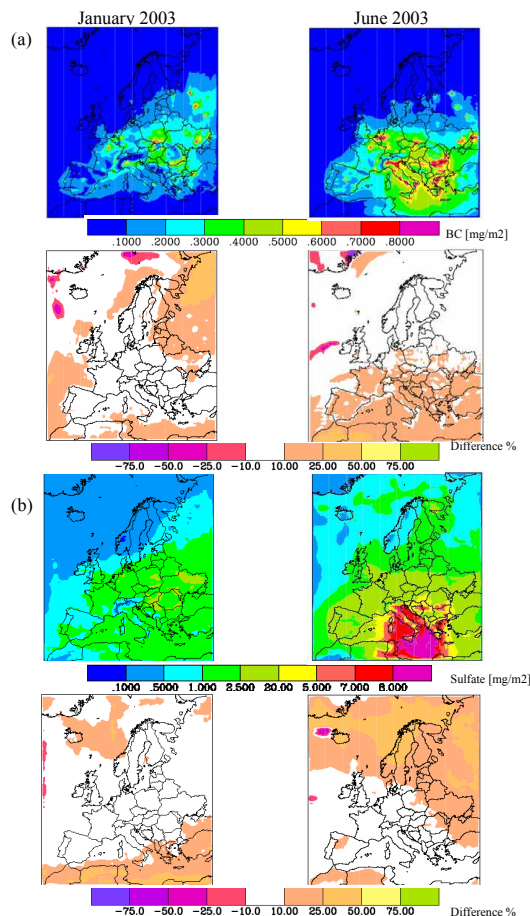 January 2003 June 2003
(a)
.1000 .2000 .3000 .4000 .5000 .6000 .7000 .8000 BC [mg/m2]
−75.0 −50.0 −25.0 −10.0 10.00 25.00 50.00 75.00 Difference %
(b)
.1000 .5000 1.000 2.500 20.00 5.000 7.000 8.000 Sulfate [mg/m2]
−75.0 −50.0 −25.0 −10.0 10.00 25.00 50.00 75.00 Difference %